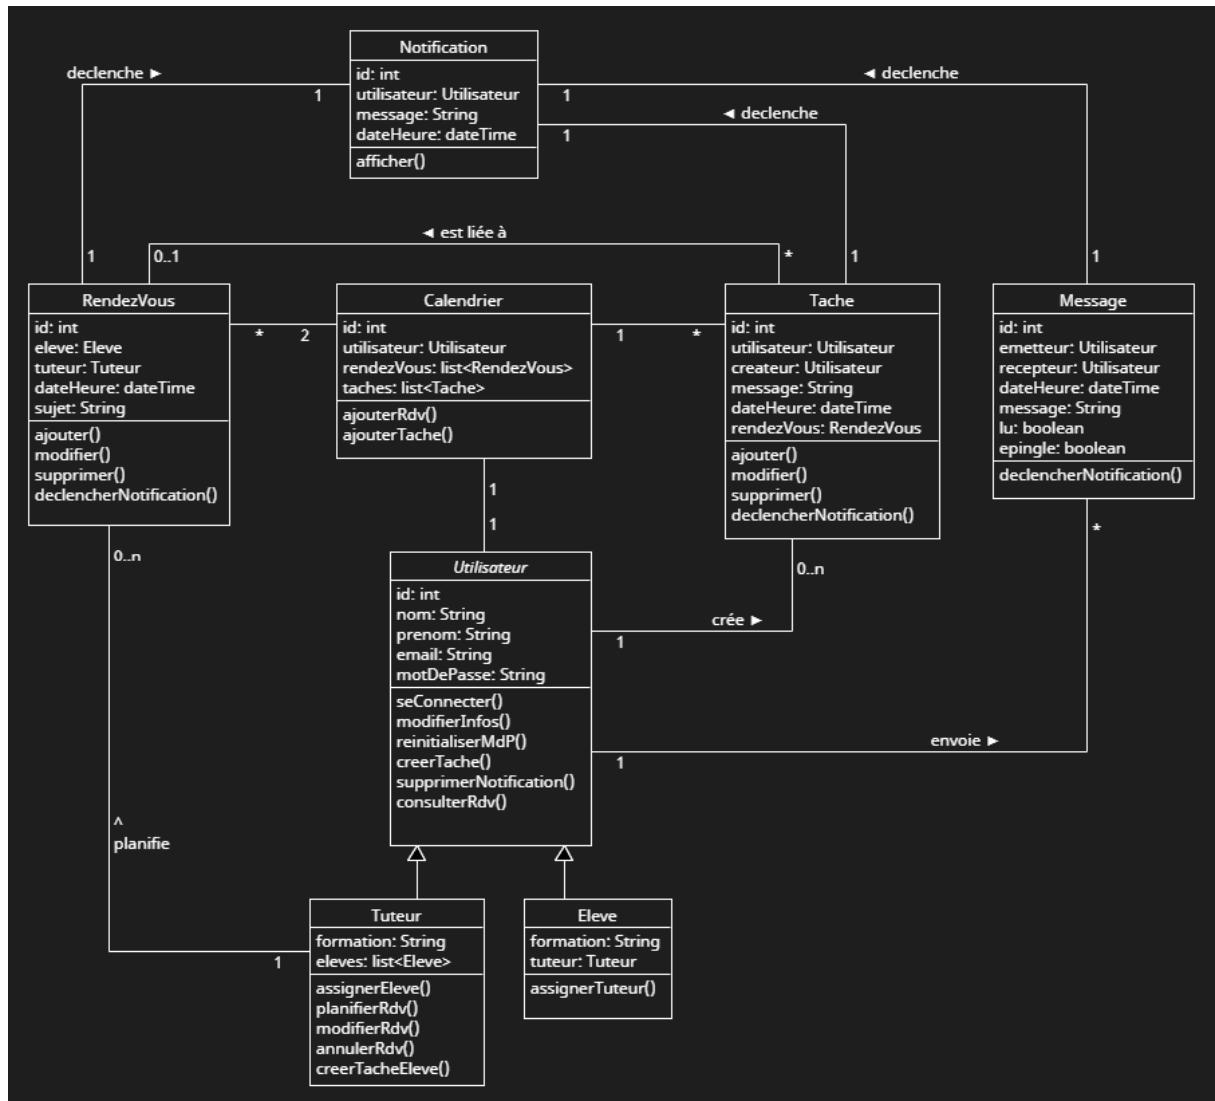 Notification
id: int
utilisateur: Utilisateur
message: String
dateHeure: dateTime
afficher()
declenche ►
1
◄ declenche
1
◄ declenche
1
◄ est liée à
1
0..1
*
1
1
RendezVous
id: int
eleve: Eleve
tuteur: Tuteur
dateHeure: dateTime
sujet: String
ajouter()
modifier()
supprimer()
declencherNotification()
*
2
Calendrier
id: int
utilisateur: Utilisateur
rendezVous: list<RendezVous>
taches: list<Tache>
ajouterRdv()
ajouterTache()
1
*
Tache
id: int
utilisateur: Utilisateur
createur: Utilisateur
message: String
dateHeure: dateTime
rendezVous: RendezVous
ajouter()
modifier()
supprimer()
declencherNotification()
Message
id: int
emetteur: Utilisateur
recepteur: Utilisateur
dateHeure: dateTime
message: String
lu: boolean
epingle: boolean
declencherNotification()
1
1
0..n
0..n
*
Utilisateur
id: int
nom: String
prenom: String
email: String
motDePasse: String
seConnecter()
modifierInfos()
reinitialiserMdP()
creerTache()
supprimerNotification()
consulterRdv()
crée ►
1
envoie ►
1
^
planifie
1
Tuteur
formation: String
eleves: list<Eleve>
assignerEleve()
planifierRdv()
modifierRdv()
annulerRdv()
creerTacheEleve()
Eleve
formation: String
tuteur: Tuteur
assignerTuteur()